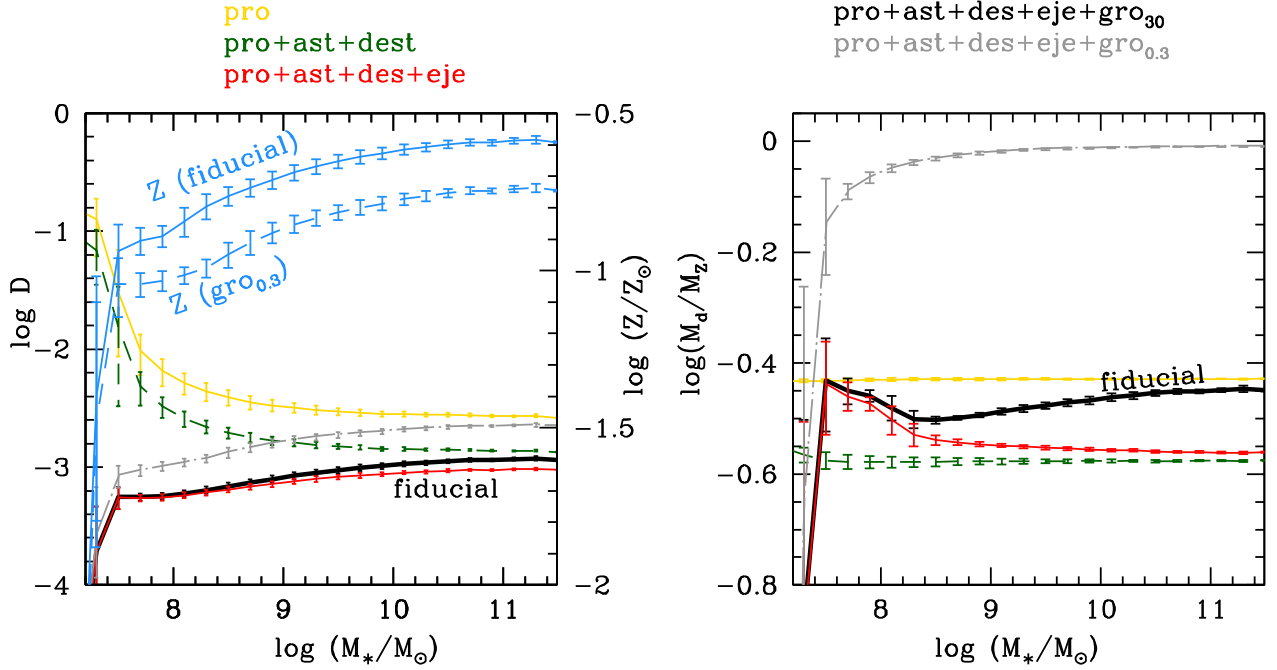 pro
pro+ast+dest
pro+ast+des+eje
pro+ast+des+eje+gro₃₀
pro+ast+des+eje+gro₀.₃
0
−1
−2
−3
−4
log D
Z (fiducial)
Z (gro₀.₃)
fiducial
8
9
10
11
log (M*/M☉)
−0.5
−1
−1.5
−2
log (Z/Z☉)
0
−0.2
−0.4
−0.6
−0.8
log(M_d/M_Z)
fiducial
8
9
10
11
log (M*/M☉)